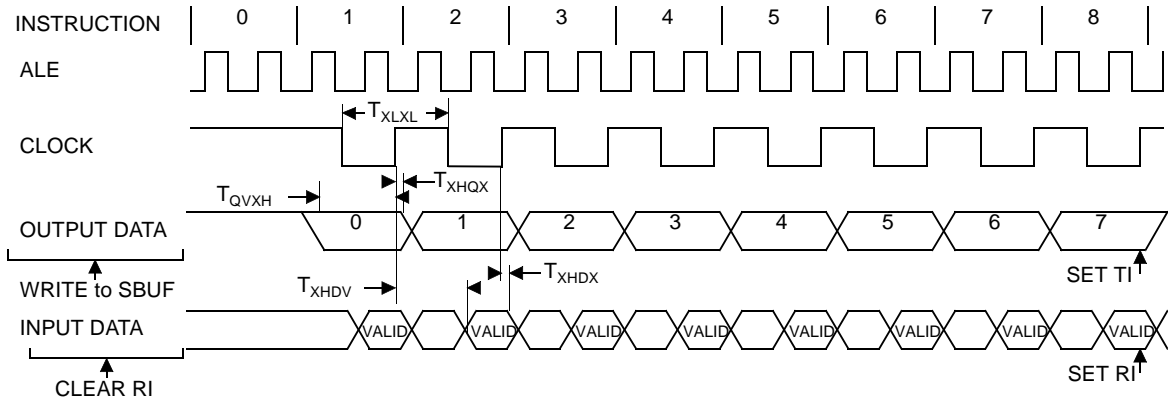 INSTRUCTION 0 1 2 3 4 5 6 7 8
ALE
TXLXL
CLOCK
TXHQX
TQVXH
OUTPUT DATA 0 1 2 3 4 5 6 7
TXHDX
SET TI
WRITE to SBUF
TXHDV
INPUT DATA VALID VALID VALID VALID VALID VALID VALID VALID
SET RI
CLEAR RI